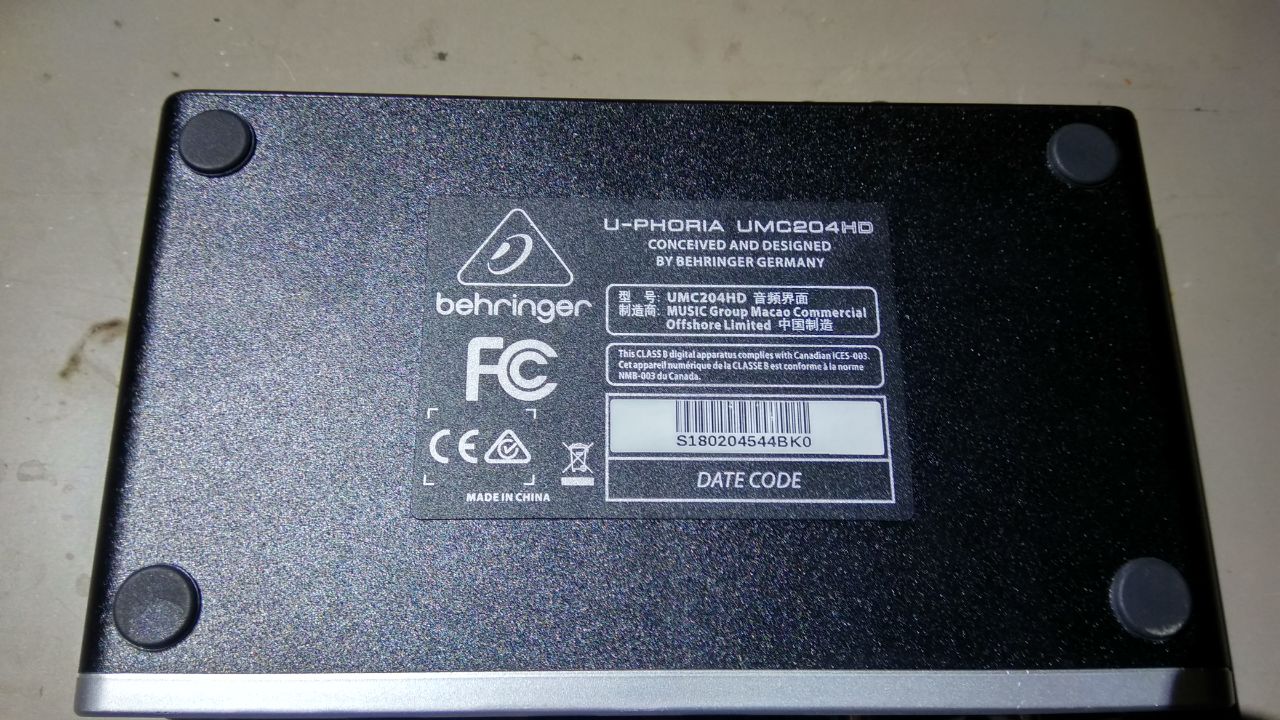 U-PHORIA UMC204HD
CONCEIVED AND DESIGNED
BY BEHRINGER GERMANY
behringer
型 号: UMC204HD 音频界面
制造商: MUSIC Group Macao Commercial
Offshore Limited 中国制造
FC
This CLASS B digital apparatus complies with Canadian ICES-003.
Cet appareil numérique de la CLASSE B est conforme à la norme
NMB-003 du Canada.
S180204544BK0
CE
DATE CODE
MADE IN CHINA